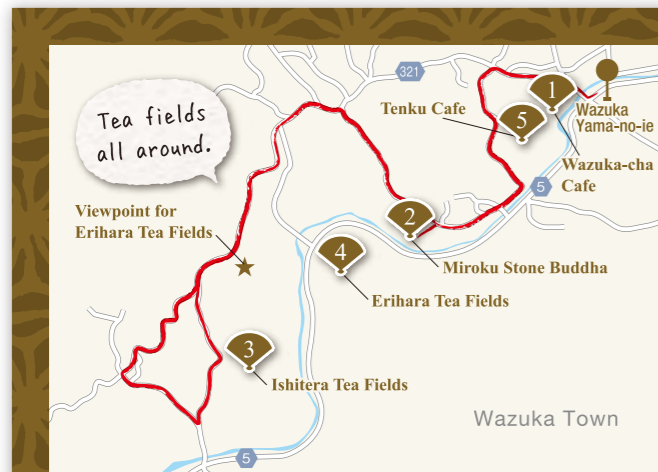 321
Tea fields
all around.
Tenku Cafe
1
5
Wazuka
Yama-no-ie
Wazuka-cha
Cafe
5
Viewpoint for
Erihara Tea Fields
2
Miroku Stone Buddha
4
Erihara Tea Fields
3
Ishitera Tea Fields
Wazuka Town
5